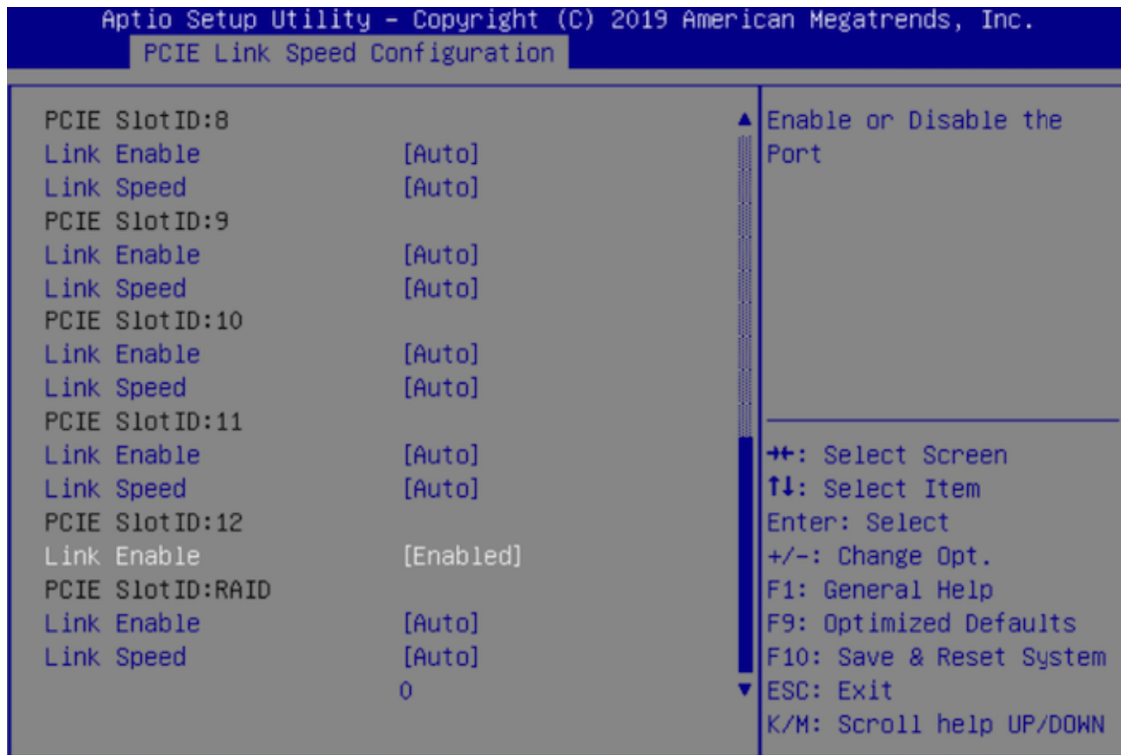 Aptio Setup Utility – Copyright (C) 2019 American Megatrends, Inc.
PCIE Link Speed Configuration
PCIE SlotID:8
Link Enable [Auto]
Link Speed [Auto]
PCIE SlotID:9
Link Enable [Auto]
Link Speed [Auto]
PCIE SlotID:10
Link Enable [Auto]
Link Speed [Auto]
PCIE SlotID:11
Link Enable [Auto]
Link Speed [Auto]
PCIE SlotID:12
Link Enable [Enabled]
PCIE SlotID:RAID
Link Enable [Auto]
Link Speed [Auto]
0
Enable or Disable the
Port
→←: Select Screen
↑↓: Select Item
Enter: Select
+/-: Change Opt.
F1: General Help
F9: Optimized Defaults
F10: Save & Reset System
ESC: Exit
K/M: Scroll help UP/DOWN